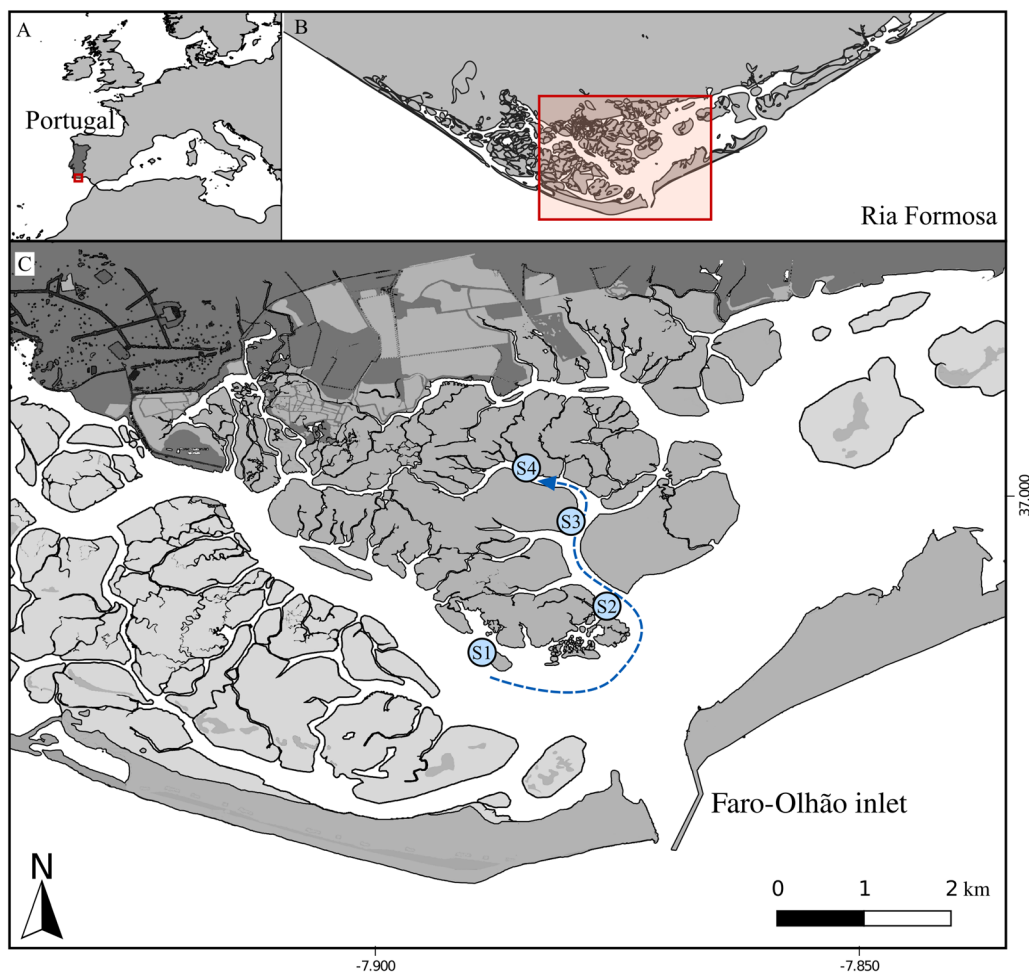 A
Portugal
B
Ria Formosa
C
S4
S3
S2
S1
37.000
Faro-Olhão inlet
N
0 1 2 km
-7.900 -7.850